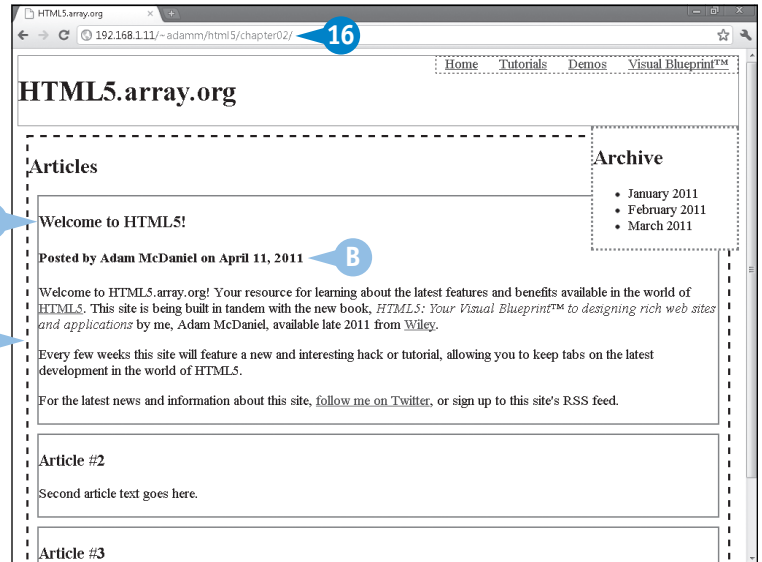 HTML5.array.org
192.168.1.11/~adamm/html5/chapter02/
16
Home Tutorials Demos Visual Blueprint™
HTML5.array.org
Archive
• January 2011
• February 2011
• March 2011
Articles
Welcome to HTML5!
Posted by Adam McDaniel on April 11, 2011
B
Welcome to HTML5.array.org! Your resource for learning about the latest features and benefits available in the world of
HTML5. This site is being built in tandem with the new book, HTML5: Your Visual Blueprint™ to designing rich web sites
and applications by me, Adam McDaniel, available late 2011 from Wiley.
Every few weeks this site will feature a new and interesting hack or tutorial, allowing you to keep tabs on the latest
development in the world of HTML5.
For the latest news and information about this site, follow me on Twitter, or sign up to this site's RSS feed.
Article #2
Second article text goes here.
Article #3